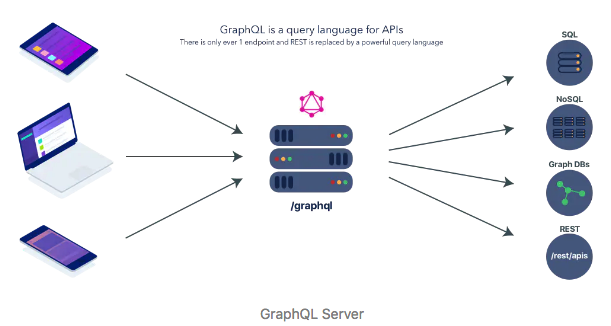 GraphQL is a query language for APIs
There is only ever 1 endpoint and REST is replaced by a powerful query language
SQL
NoSQL
Graph DBs
/graphql
REST
/rest/apis
GraphQL Server